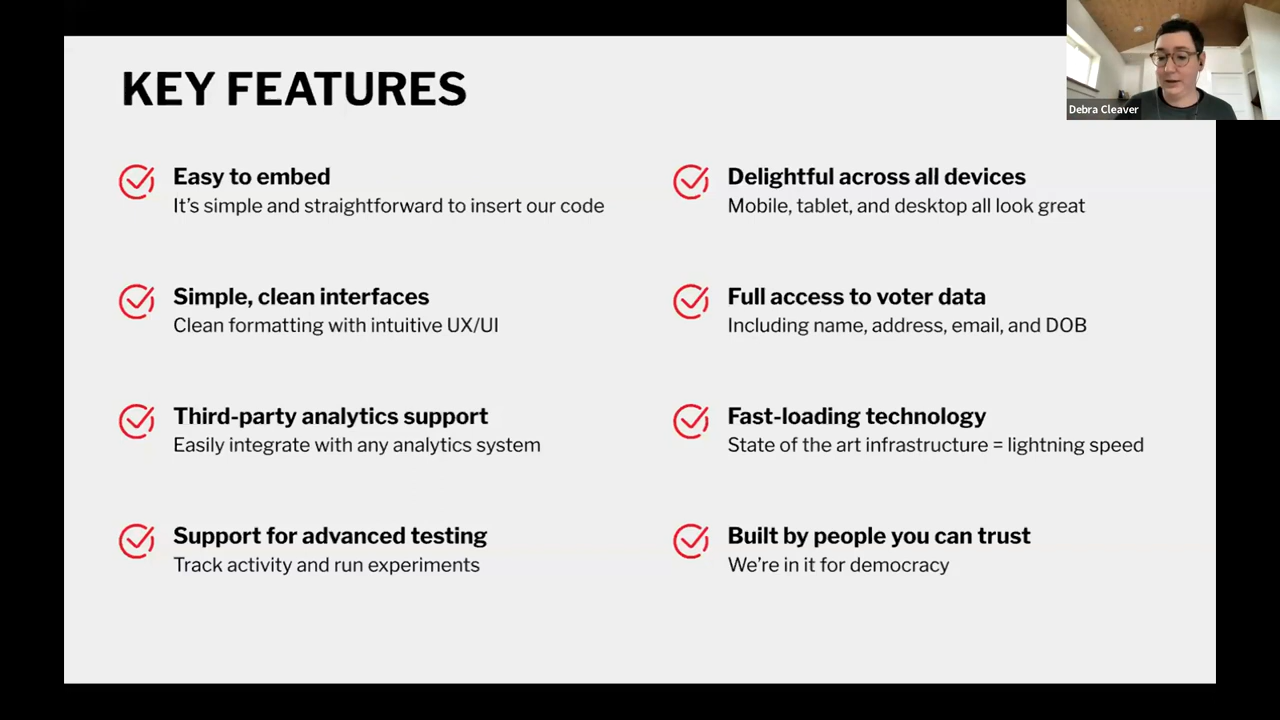 KEY FEATURES
Debra Cleaver
Easy to embed
It's simple and straightforward to insert our code
Simple, clean interfaces
Clean formatting with intuitive UX/UI
Third-party analytics support
Easily integrate with any analytics system
Support for advanced testing
Track activity and run experiments
Delightful across all devices
Mobile, tablet, and desktop all look great
Full access to voter data
Including name, address, email, and DOB
Fast-loading technology
State of the art infrastructure = lightning speed
Built by people you can trust
We're in it for democracy